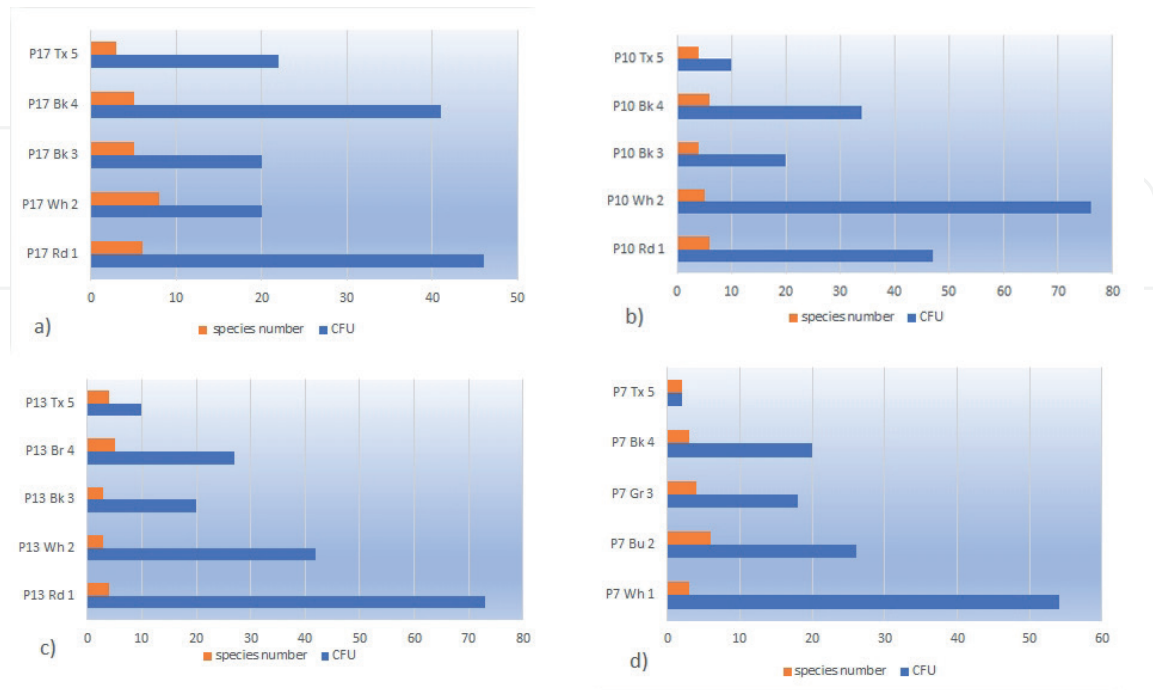 P17 Tx 5
P17 Bk 4
P17 Bk 3
P17 Wh 2
P17 Rd 1
0 10 20 30 40 50
a)
species number CFU
P10 Tx 5
P10 Bk 4
P10 Bk 3
P10 Wh 2
P10 Rd 1
0 10 20 30 40 50 60 70 80
b)
species number CFU
P13 Tx 5
P13 Br 4
P13 Bk 3
P13 Wh 2
P13 Rd 1
0 10 20 30 40 50 60 70 80
c)
species number CFU
P7 Tx 5
P7 Bk 4
P7 Gr 3
P7 Bu 2
P7 Wh 1
0 10 20 30 40 50 60
d)
species number CFU